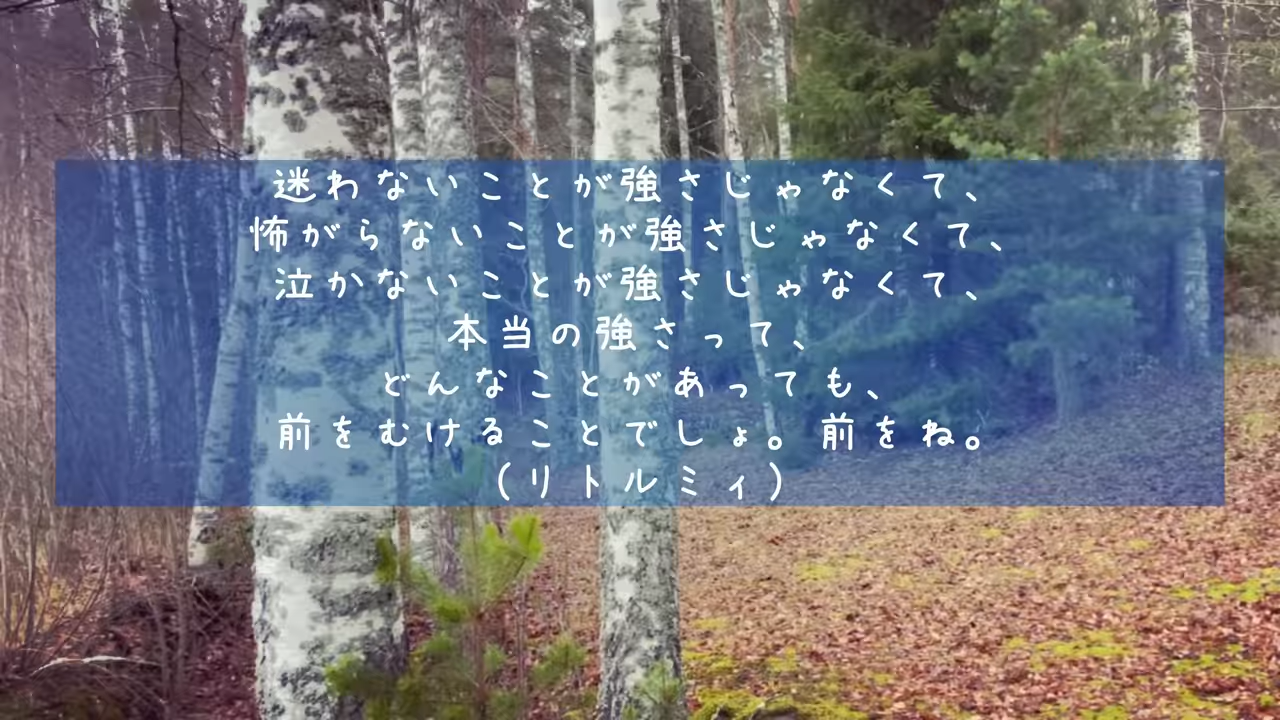 迷わないことが強さじゃなくて、
怖がらないことが強さじゃなくて、
泣かないことが強さじゃなくて、
本当の強さって、
どんなことがあっても、
前をむけることでしょ。前をね。
(リトルミィ)